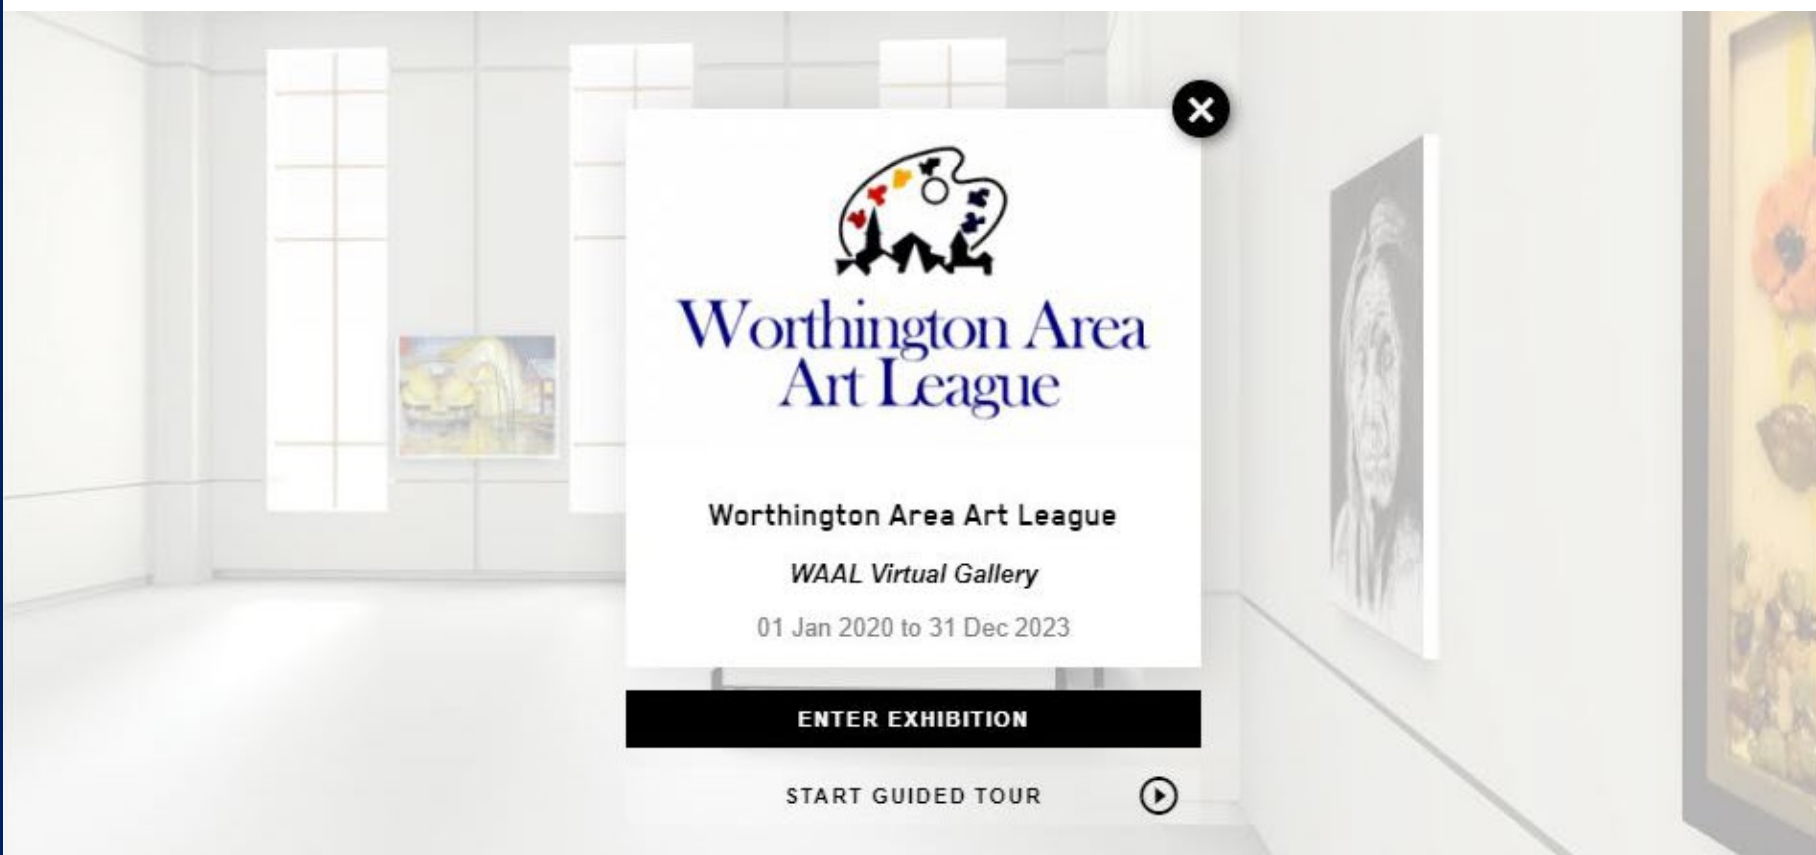 Worthington Area
Art League
Worthington Area Art League
WAAL Virtual Gallery
01 Jan 2020 to 31 Dec 2023
ENTER EXHIBITION
START GUIDED TOUR